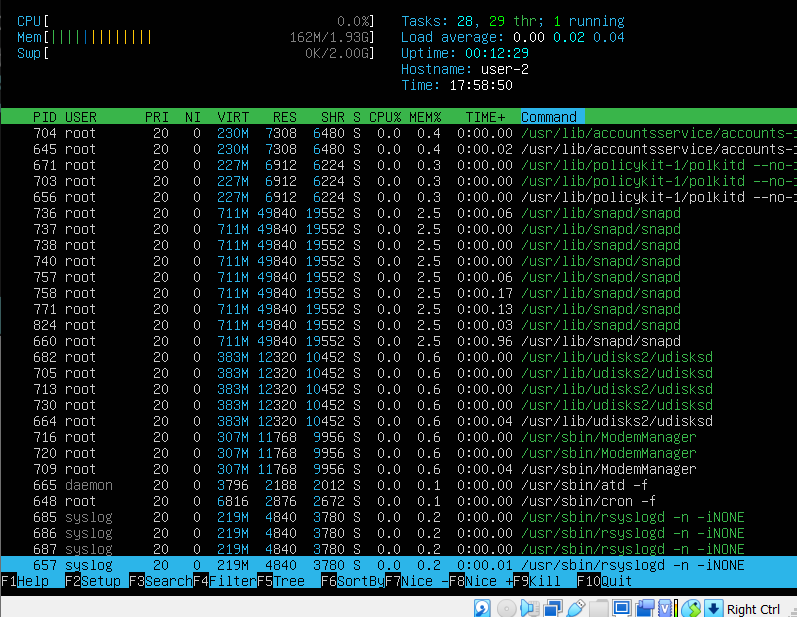 CPU[ 0.0%] Tasks: 28, 29 thr; 1 running
Mem[||||||||||||| 162M/1.93G] Load average: 0.00 0.02 0.04
Swp[ 0K/2.00G] Uptime: 00:12:29
Hostname: user-2
Time: 17:58:50
PID USER PRI NI VIRT RES SHR S CPU% MEM% TIME+ Command
704 root 20 0 230M 7308 6480 S 0.0 0.4 0:00.00 /usr/lib/accountsservice/accounts-
645 root 20 0 230M 7308 6480 S 0.0 0.4 0:00.02 /usr/lib/accountsservice/accounts-
671 root 20 0 227M 6912 6224 S 0.0 0.3 0:00.00 /usr/lib/policykit-1/polkitd --no-
703 root 20 0 227M 6912 6224 S 0.0 0.3 0:00.00 /usr/lib/policykit-1/polkitd --no-
656 root 20 0 227M 6912 6224 S 0.0 0.3 0:00.00 /usr/lib/policykit-1/polkitd --no-
736 root 20 0 711M 49840 19552 S 0.0 2.5 0:00.06 /usr/lib/snapd/snapd
737 root 20 0 711M 49840 19552 S 0.0 2.5 0:00.00 /usr/lib/snapd/snapd
738 root 20 0 711M 49840 19552 S 0.0 2.5 0:00.00 /usr/lib/snapd/snapd
740 root 20 0 711M 49840 19552 S 0.0 2.5 0:00.00 /usr/lib/snapd/snapd
757 root 20 0 711M 49840 19552 S 0.0 2.5 0:00.06 /usr/lib/snapd/snapd
758 root 20 0 711M 49840 19552 S 0.0 2.5 0:00.17 /usr/lib/snapd/snapd
771 root 20 0 711M 49840 19552 S 0.0 2.5 0:00.13 /usr/lib/snapd/snapd
824 root 20 0 711M 49840 19552 S 0.0 2.5 0:00.03 /usr/lib/snapd/snapd
660 root 20 0 711M 49840 19552 S 0.0 2.5 0:00.96 /usr/lib/snapd/snapd
682 root 20 0 383M 12320 10452 S 0.0 0.6 0:00.00 /usr/lib/udisks2/udisksd
705 root 20 0 383M 12320 10452 S 0.0 0.6 0:00.00 /usr/lib/udisks2/udisksd
713 root 20 0 383M 12320 10452 S 0.0 0.6 0:00.00 /usr/lib/udisks2/udisksd
730 root 20 0 383M 12320 10452 S 0.0 0.6 0:00.00 /usr/lib/udisks2/udisksd
664 root 20 0 383M 12320 10452 S 0.0 0.6 0:00.04 /usr/lib/udisks2/udisksd
716 root 20 0 307M 11768 9956 S 0.0 0.6 0:00.00 /usr/sbin/ModemManager
720 root 20 0 307M 11768 9956 S 0.0 0.6 0:00.00 /usr/sbin/ModemManager
709 root 20 0 307M 11768 9956 S 0.0 0.6 0:00.04 /usr/sbin/ModemManager
665 daemon 20 0 3796 2188 2012 S 0.0 0.1 0:00.00 /usr/sbin/atd -f
648 root 20 0 6816 2876 2672 S 0.0 0.1 0:00.00 /usr/sbin/cron -f
685 syslog 20 0 219M 4840 3780 S 0.0 0.2 0:00.00 /usr/sbin/rsyslogd -n -iNONE
686 syslog 20 0 219M 4840 3780 S 0.0 0.2 0:00.00 /usr/sbin/rsyslogd -n -iNONE
687 syslog 20 0 219M 4840 3780 S 0.0 0.2 0:00.00 /usr/sbin/rsyslogd -n -iNONE
657 syslog 20 0 219M 4840 3780 S 0.0 0.2 0:00.01 /usr/sbin/rsyslogd -n -iNONE
F1Help F2Setup F3SearchF4FilterF5Tree F6SortByF7Nice -F8Nice +F9Kill F10Quit
Right Ctrl